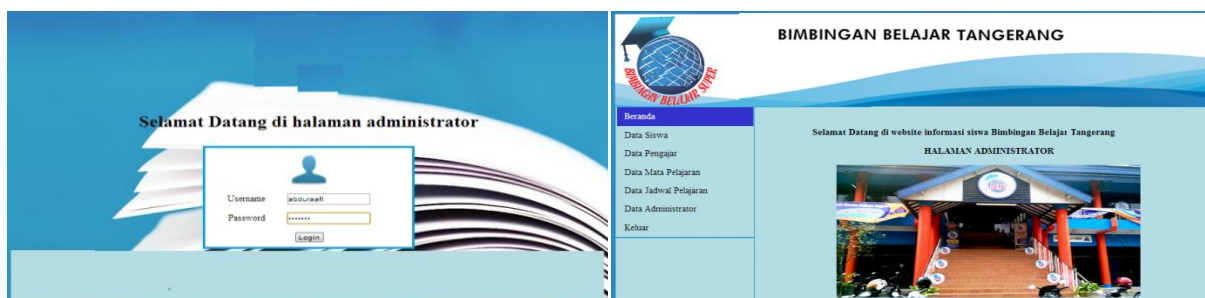 Selamat Datang di halaman administrator
Username abduraafi
Password •••••••
Login
BIMBINGAN BELAJAR TANGERANG
BIMBINGAN BELAJAR SUPER
Beranda
Data Siswa
Data Pengajar
Data Mata Pelajaran
Data Jadwal Pelajaran
Data Administrator
Keluar
Selamat Datang di website informasi siswa Bimbingan Belajar Tangerang
HALAMAN ADMINISTRATOR